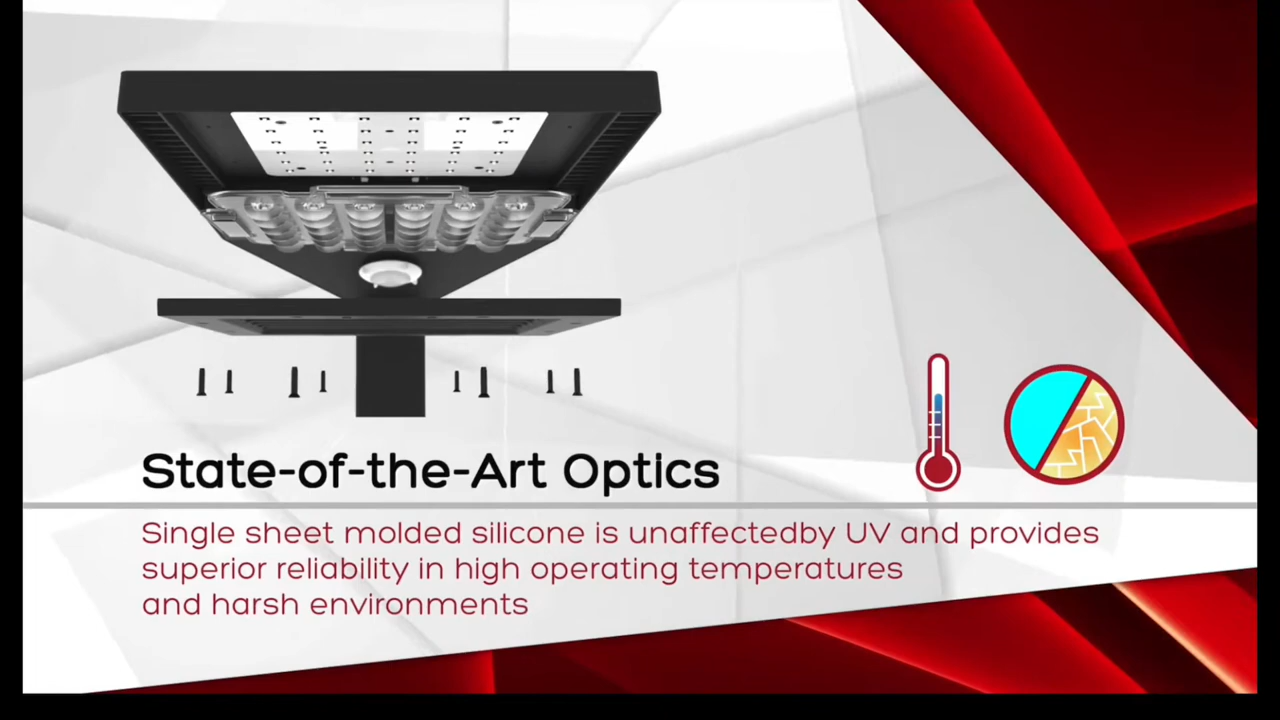 State-of-the-Art Optics
Single sheet molded silicone is unaffectedby UV and provides
superior reliability in high operating temperatures
and harsh environments